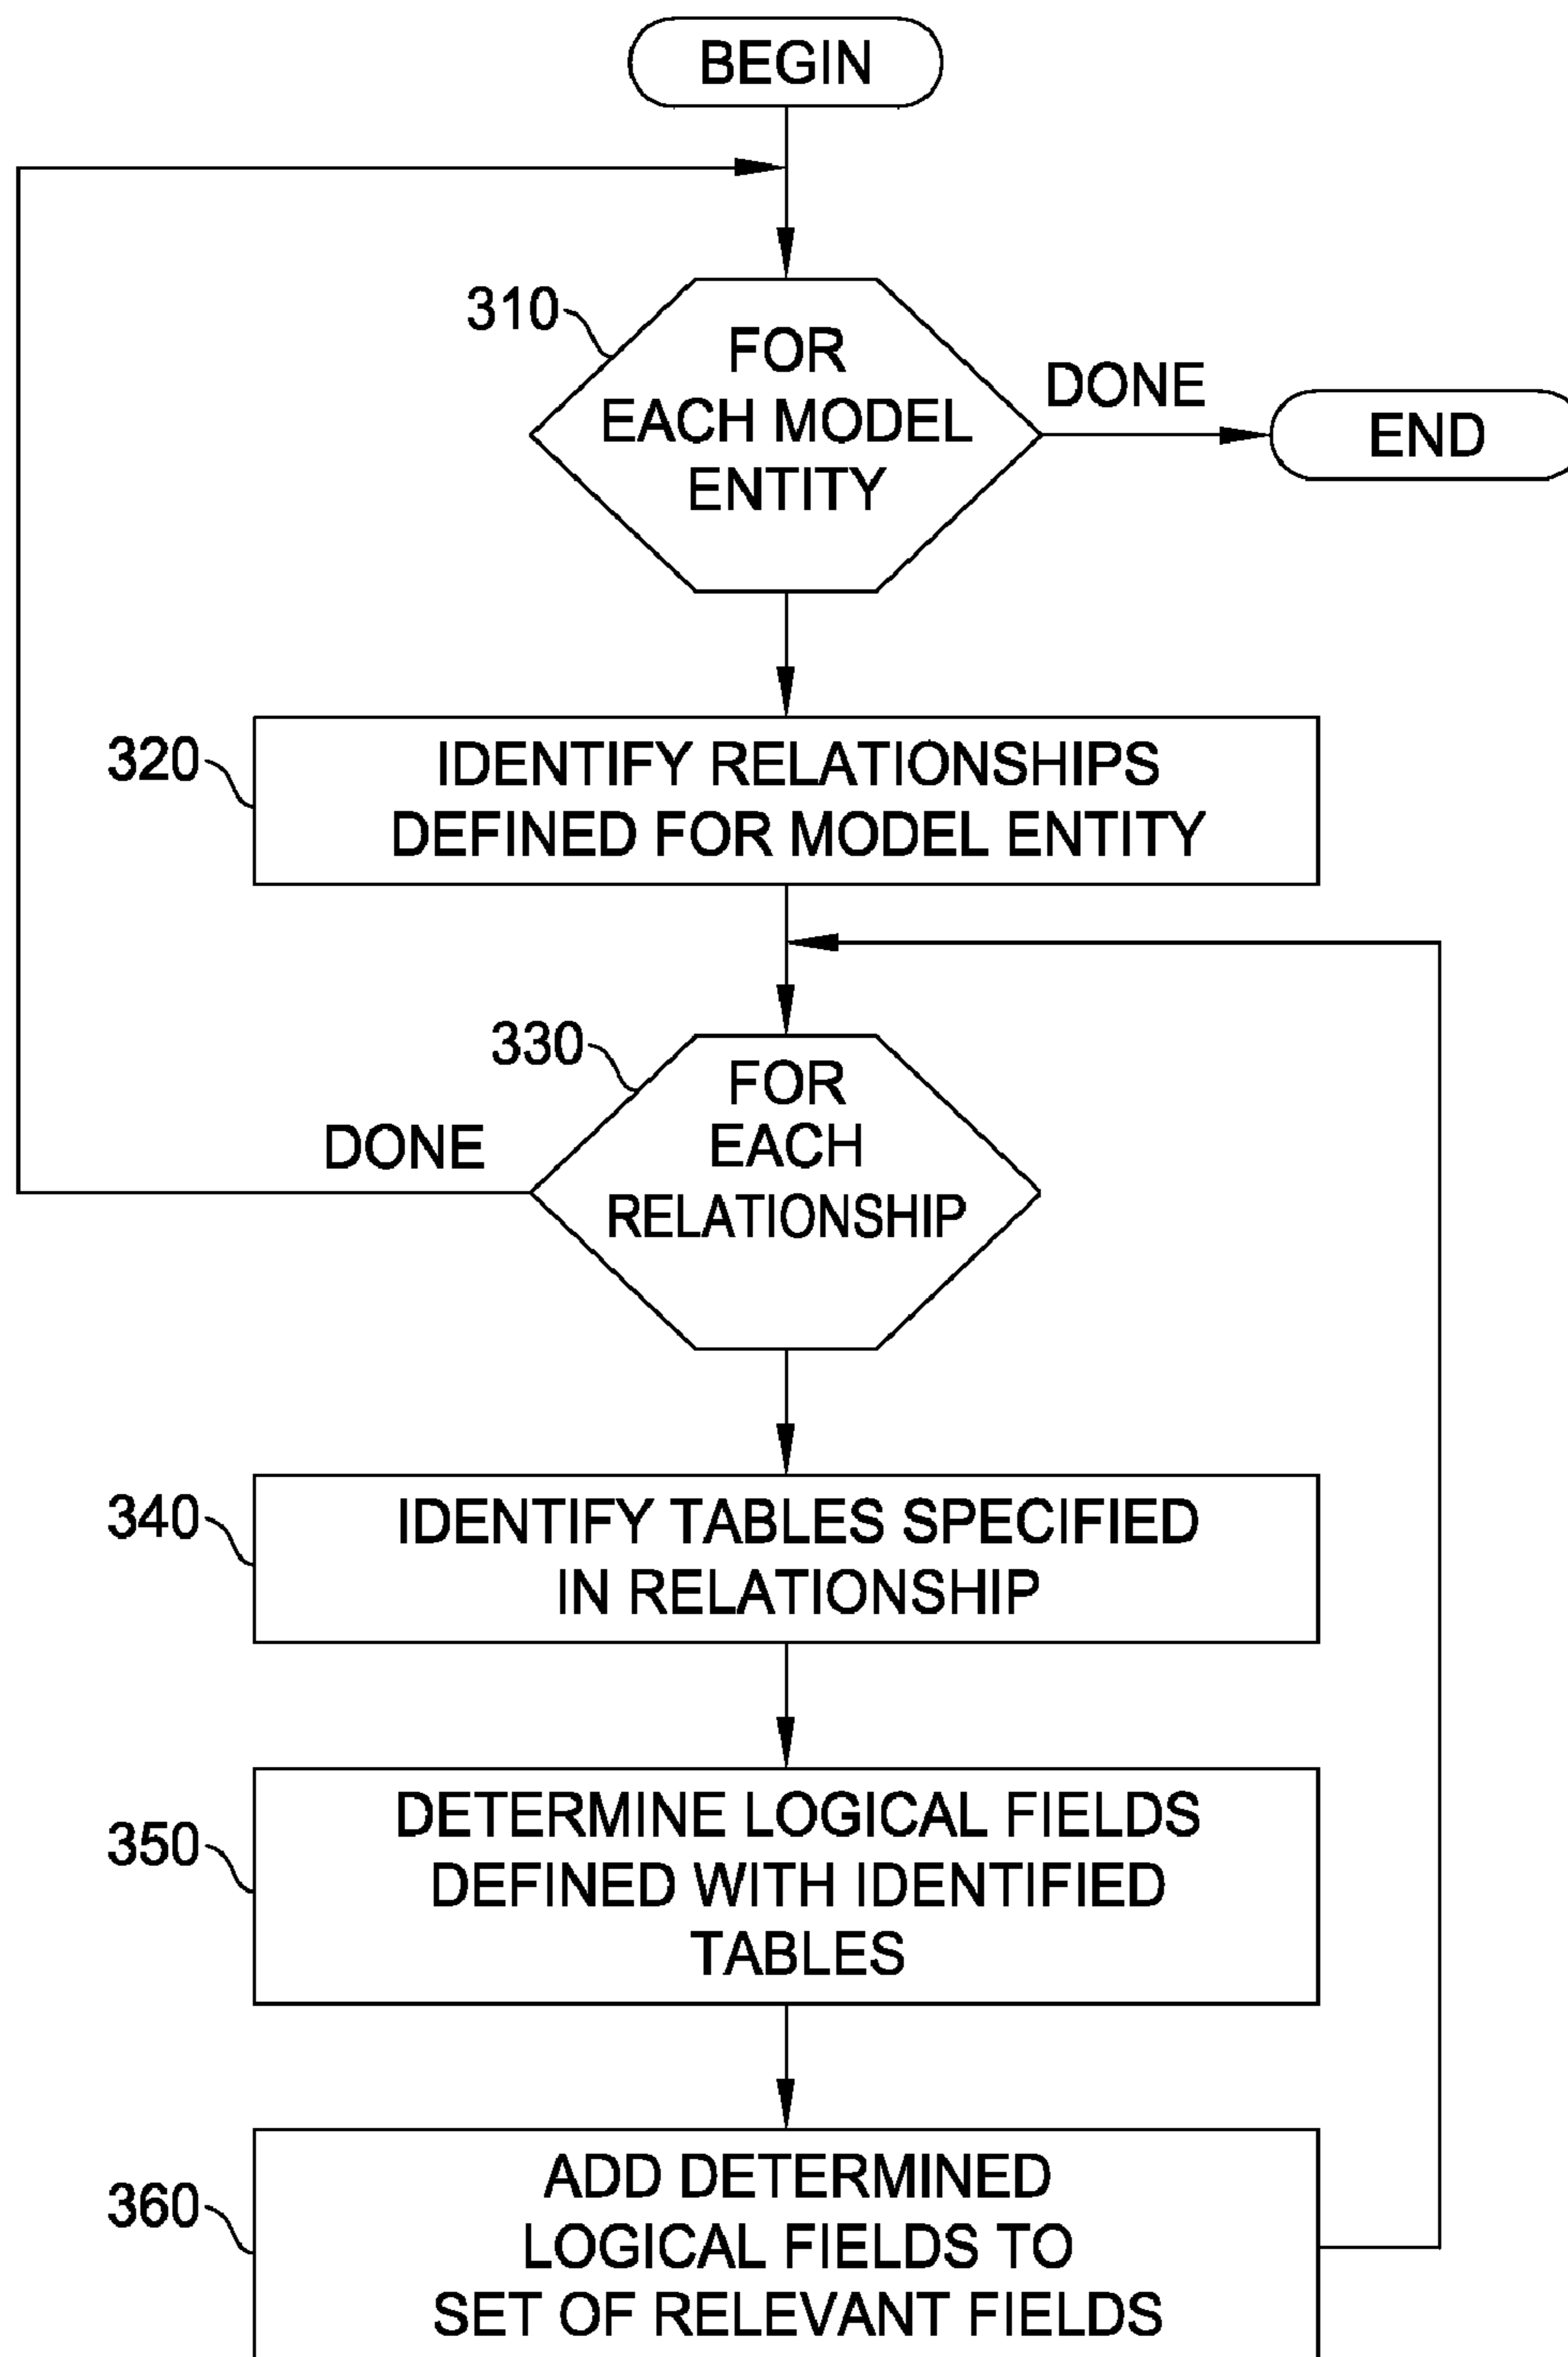 BEGIN
310
FOR
EACH MODEL
ENTITY
DONE
END
320
IDENTIFY RELATIONSHIPS
DEFINED FOR MODEL ENTITY
330
FOR
EACH
RELATIONSHIP
DONE
340
IDENTIFY TABLES SPECIFIED
IN RELATIONSHIP
350
DETERMINE LOGICAL FIELDS
DEFINED WITH IDENTIFIED
TABLES
360
ADD DETERMINED
LOGICAL FIELDS TO
SET OF RELEVANT FIELDS